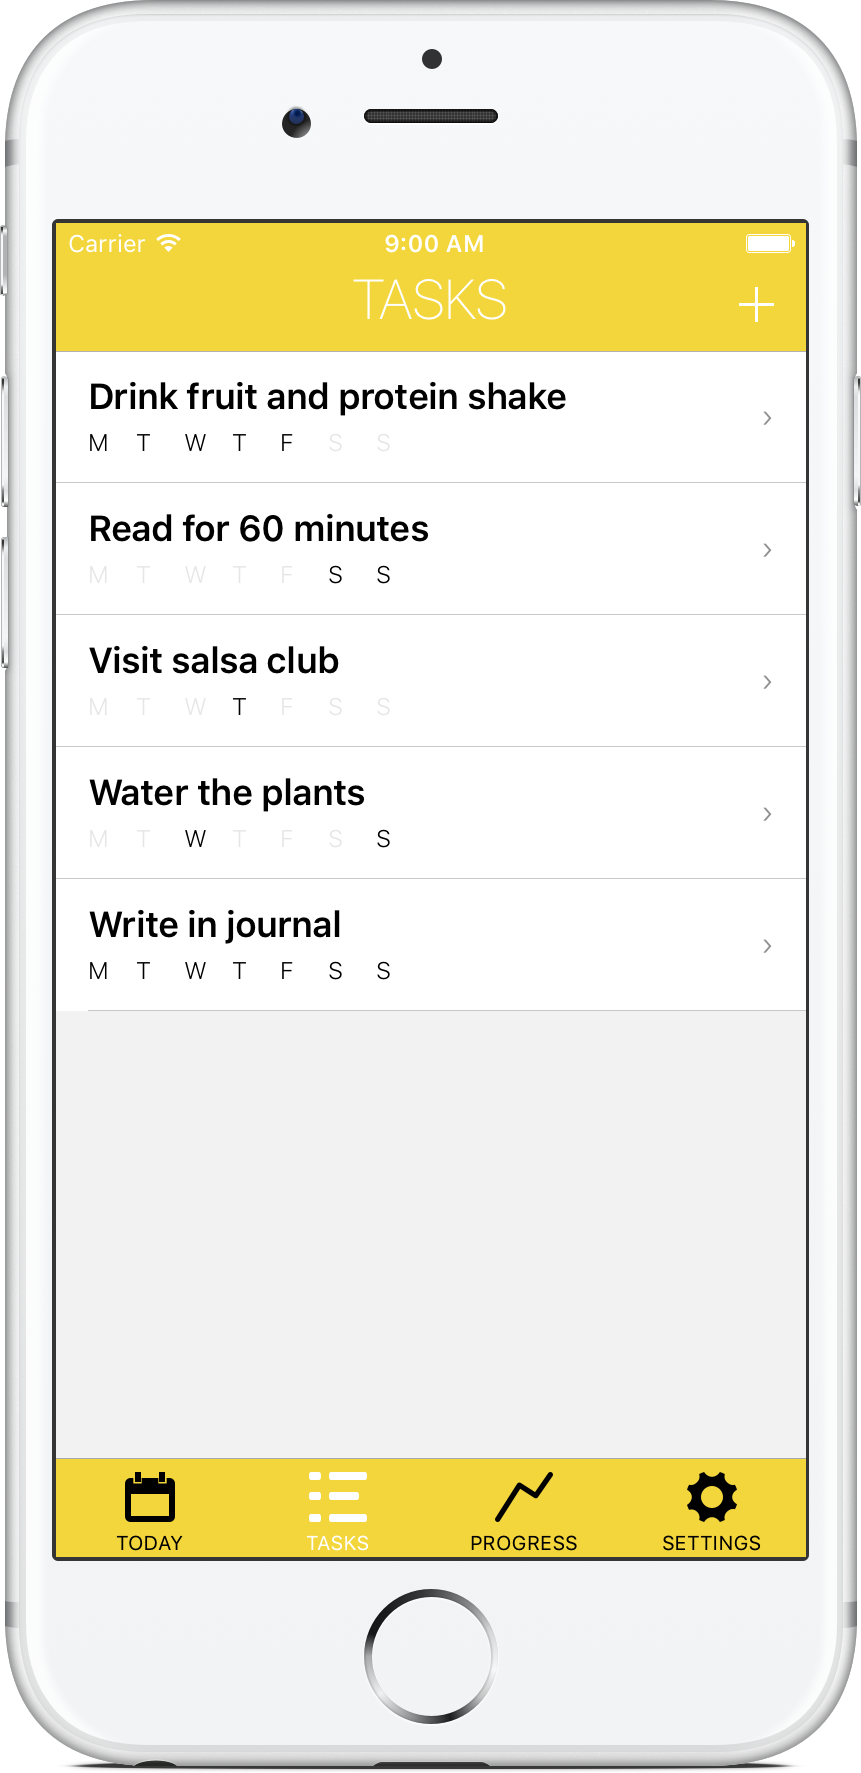 Carrier 9:00 AM
TASKS
Drink fruit and protein shake
M T W T F S S
Read for 60 minutes
M T W T F S S
Visit salsa club
M T W T F S S
Water the plants
M T W T F S S
Write in journal
M T W T F S S
TODAY TASKS PROGRESS SETTINGS